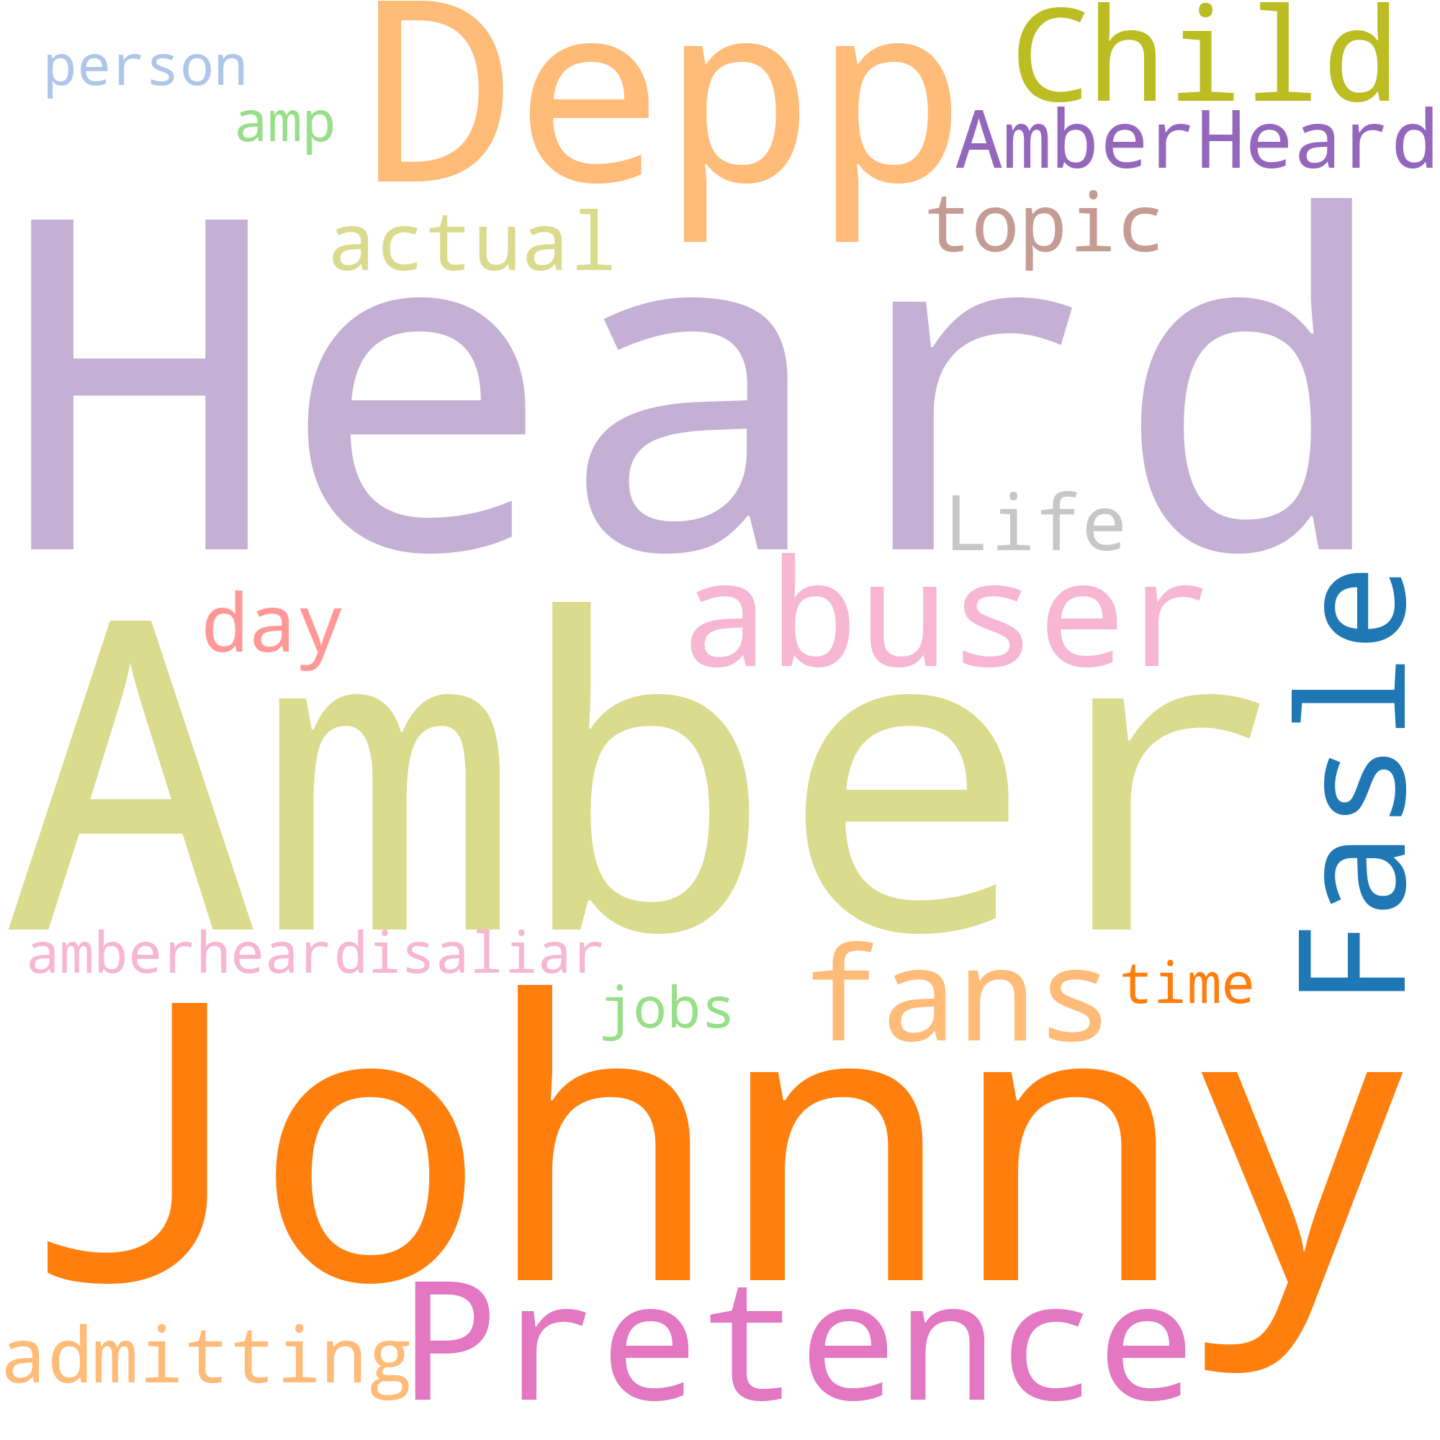 person
Depp
Child
amp
AmberHeard
actual
topic
Heard
Life
abuser
day
Fasle
Amber
amberheardisaliar
fans
time
jobs
Johnny
Pretence
admitting